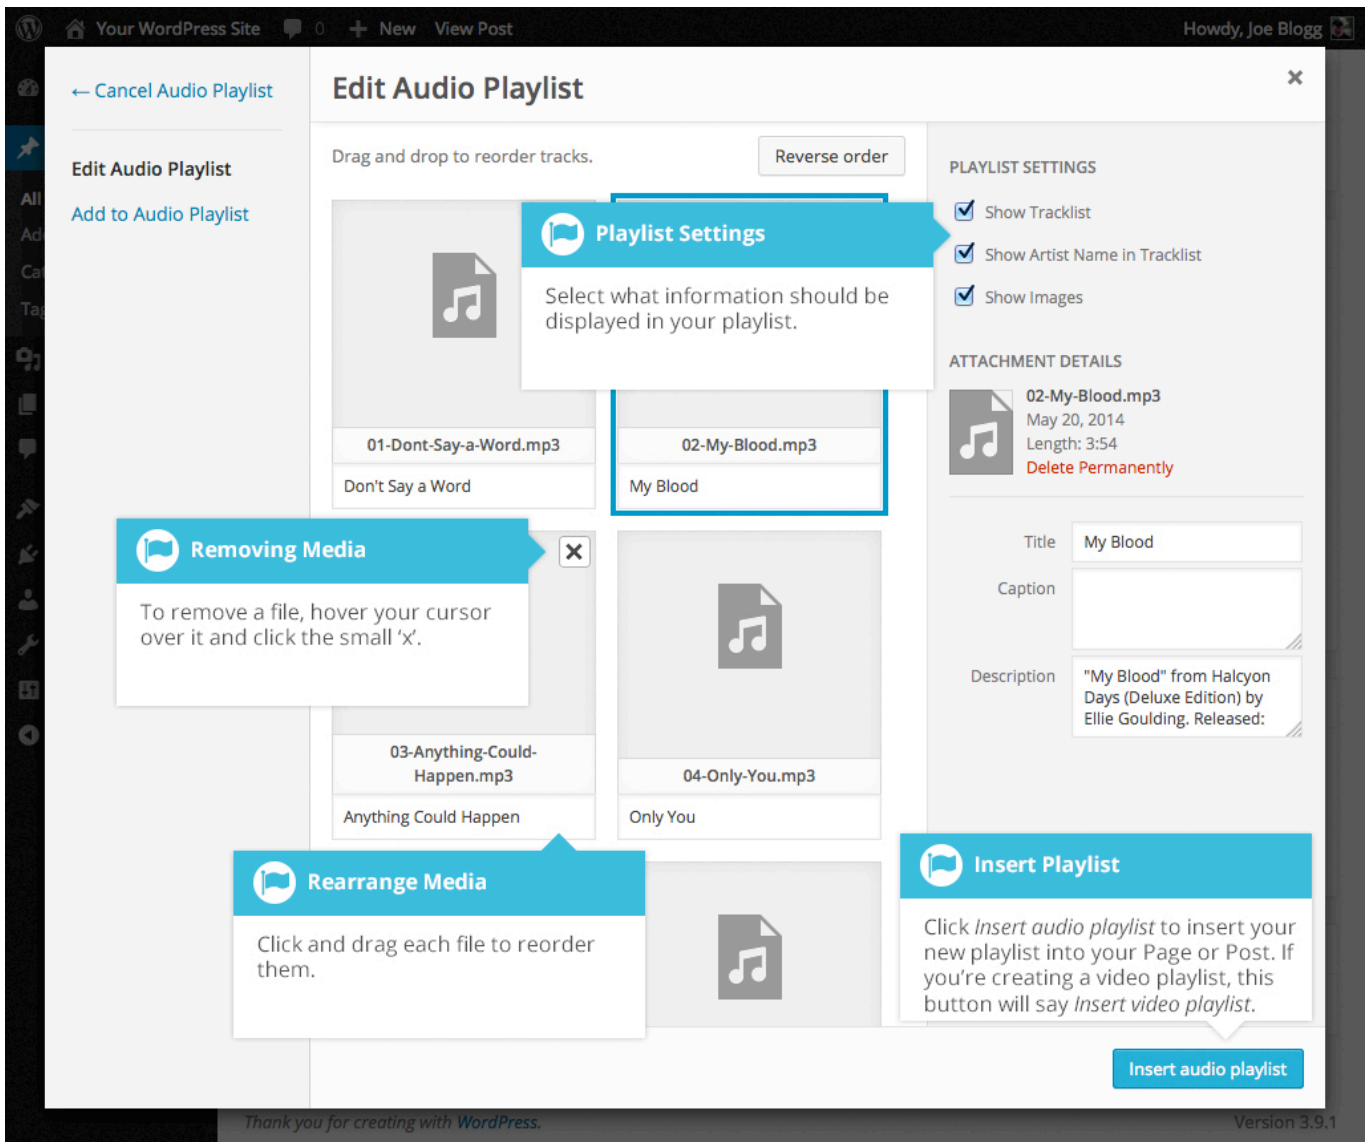 Your WordPress Site 0 + New View Post Howdy, Joe Blogg
← Cancel Audio Playlist
Edit Audio Playlist
Add to Audio Playlist
All
Edit Audio Playlist ×
Drag and drop to reorder tracks.
Reverse order
01-Dont-Say-a-Word.mp3
Don't Say a Word
02-My-Blood.mp3
My Blood
Playlist Settings
Select what information should be
displayed in your playlist.
Removing Media
To remove a file, hover your cursor
over it and click the small ‘x’.
03-Anything-Could-
Happen.mp3
Anything Could Happen
04-Only-You.mp3
Only You
Rearrange Media
Click and drag each file to reorder
them.
PLAYLIST SETTINGS
Show Tracklist
Show Artist Name in Tracklist
Show Images
ATTACHMENT DETAILS
02-My-Blood.mp3
May 20, 2014
Length: 3:54
Delete Permanently
Title My Blood
Caption
Description "My Blood" from Halcyon
Days (Deluxe Edition) by
Ellie Goulding. Released:
Insert Playlist
Click Insert audio playlist to insert your
new playlist into your Page or Post. If
you’re creating a video playlist, this
button will say Insert video playlist.
Insert audio playlist
Thank you for creating with WordPress. Version 3.9.1